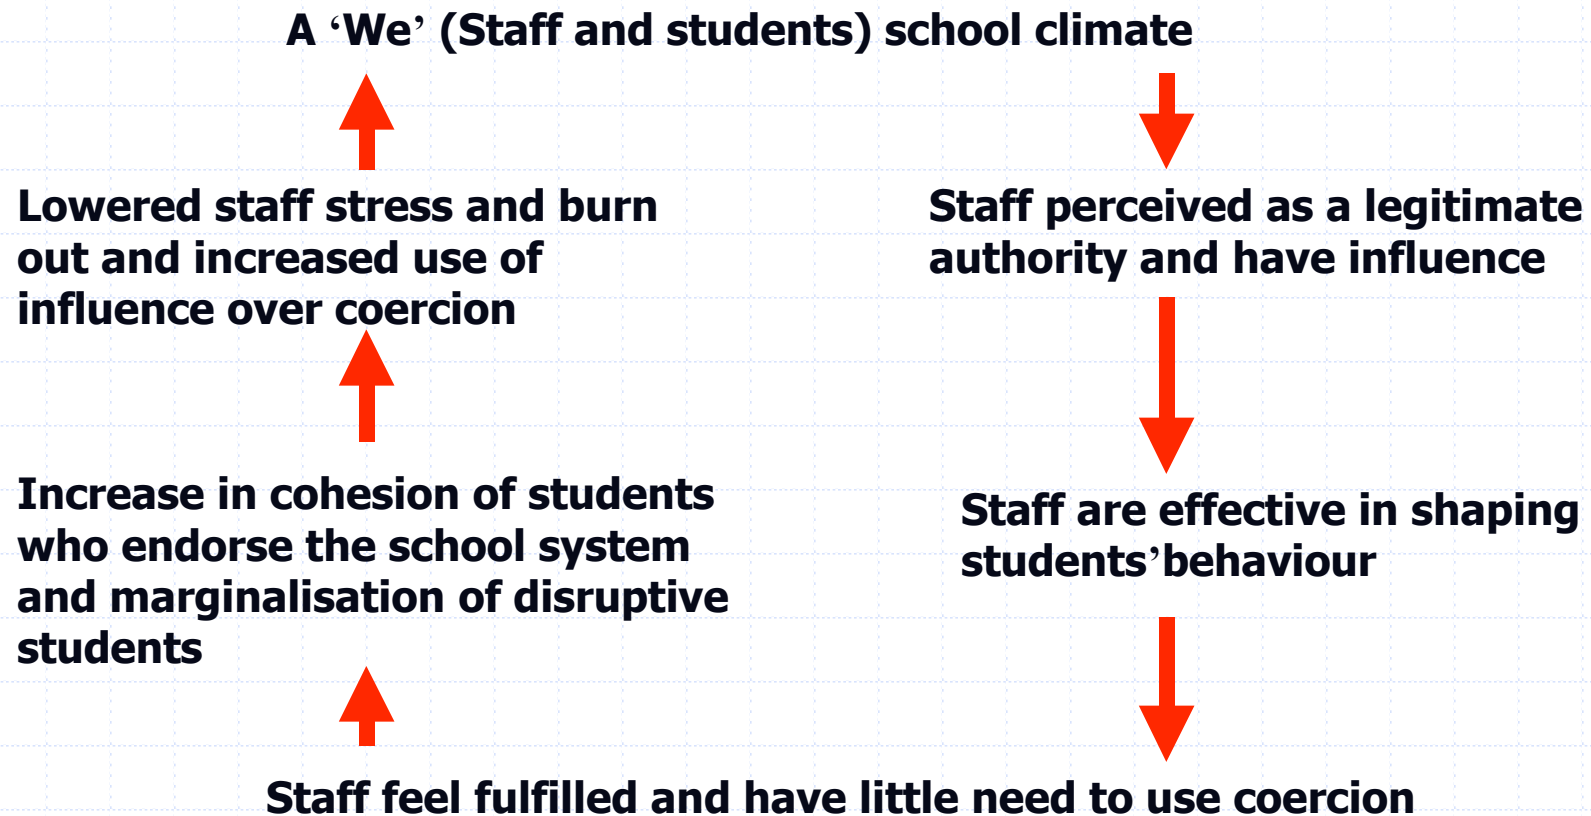 A ‘We’ (Staff and students) school climate
Lowered staff stress and burn
out and increased use of
influence over coercion
Staff perceived as a legitimate
authority and have influence
Increase in cohesion of students
who endorse the school system
and marginalisation of disruptive
students
Staff are effective in shaping
students’behaviour
Staff feel fulfilled and have little need to use coercion